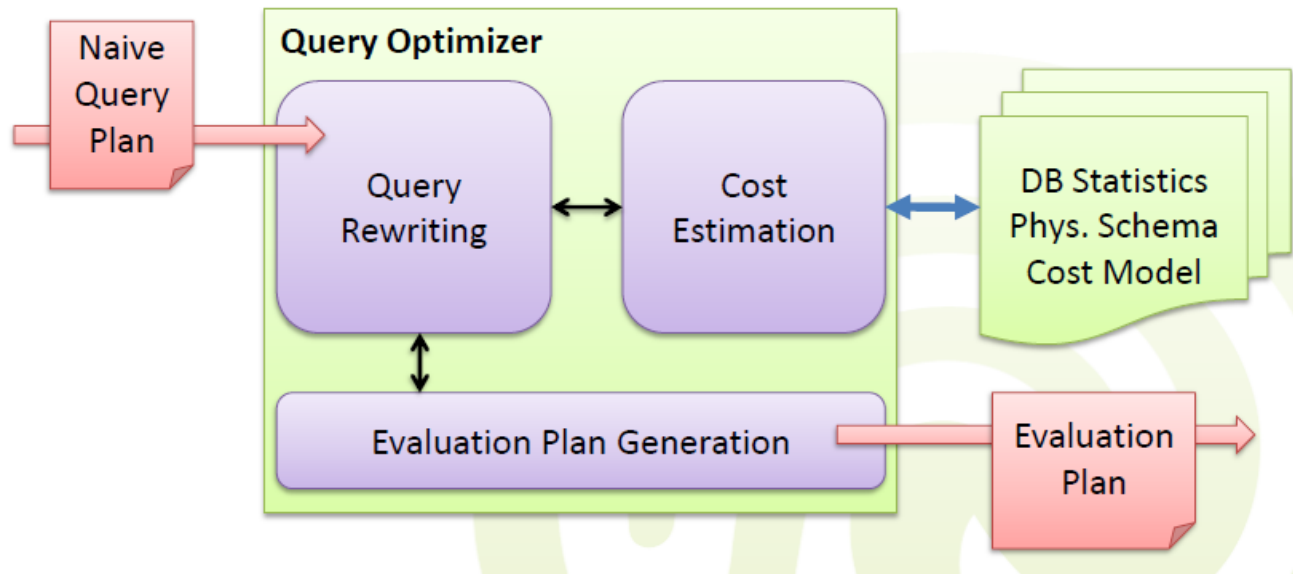 Naive
Query
Plan
Query Optimizer
Query
Rewriting
Cost
Estimation
DB Statistics
Phys. Schema
Cost Model
Evaluation Plan Generation
Evaluation
Plan